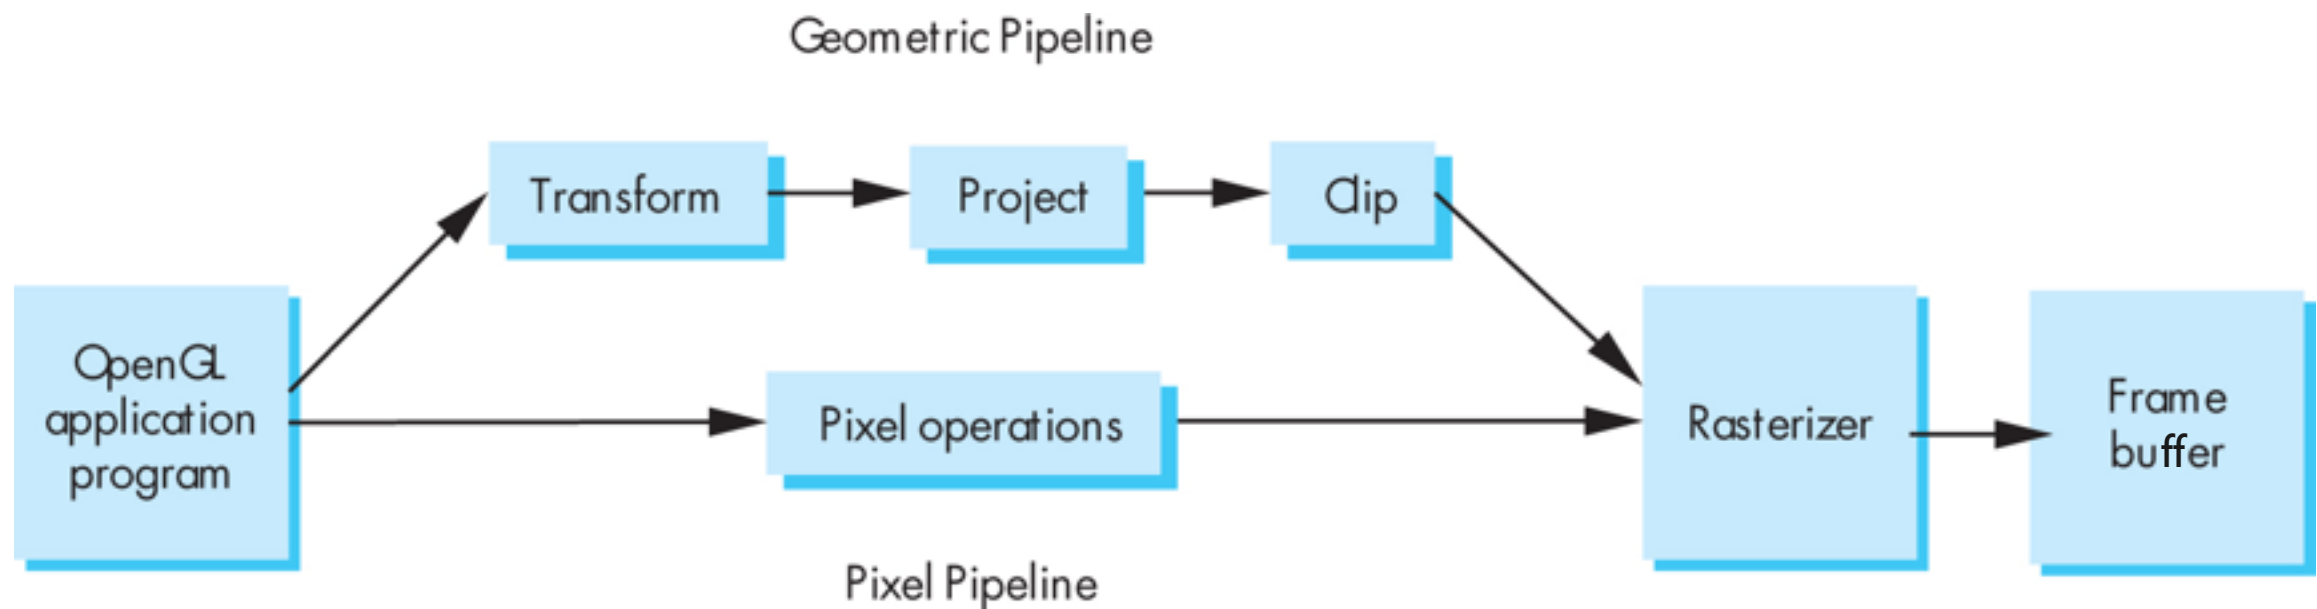 Geometric Pipeline
Transform
Project
Clip
OpenGL
application
program
Pixel operations
Rasterizer
Frame
buffer
Pixel Pipeline